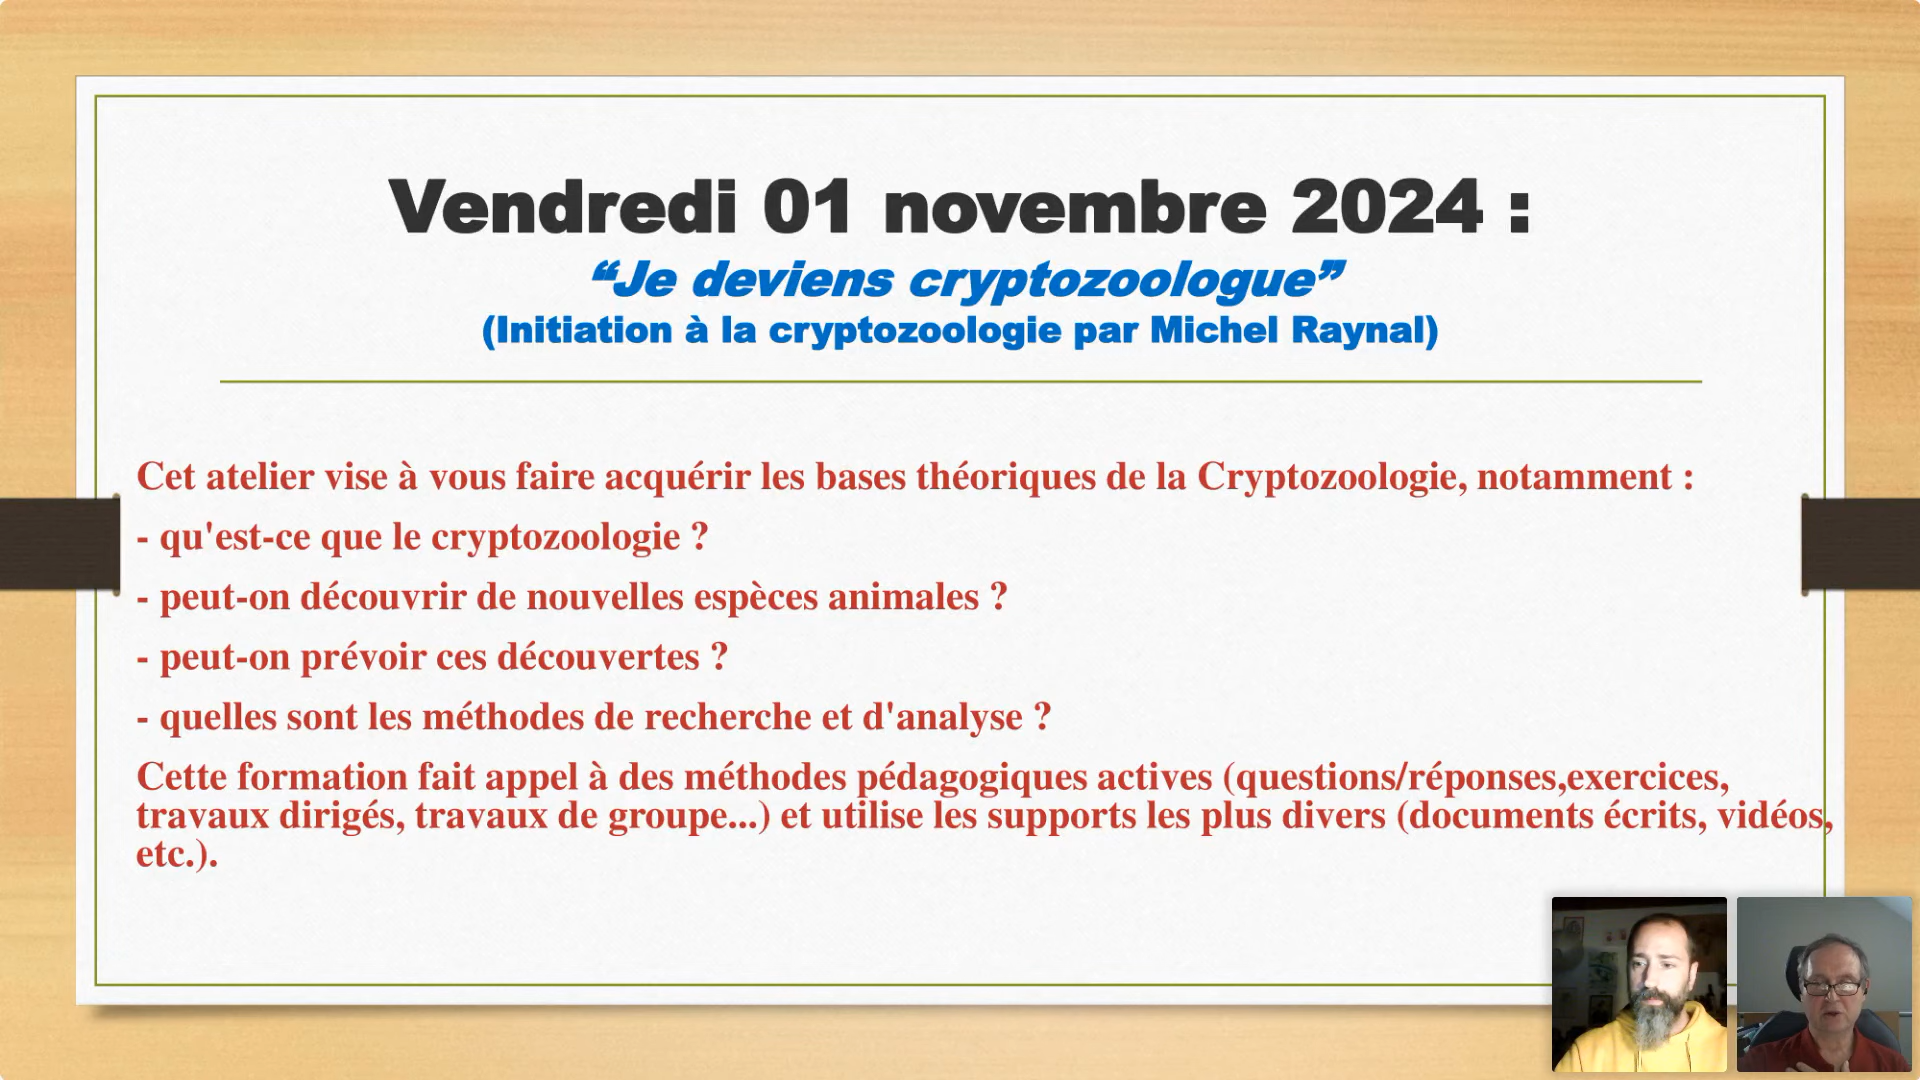 Vendredi 01 novembre 2024 :
“Je deviens cryptozoologue”
(Initiation à la cryptozoologie par Michel Raynal)
Cet atelier vise à vous faire acquérir les bases théoriques de la Cryptozoologie, notamment :
- qu'est-ce que le cryptozoologie ?
- peut-on découvrir de nouvelles espèces animales ?
- peut-on prévoir ces découvertes ?
- quelles sont les méthodes de recherche et d'analyse ?
Cette formation fait appel à des méthodes pédagogiques actives (questions/réponses,exercices,
travaux dirigés, travaux de groupe...) et utilise les supports les plus divers (documents écrits, vidéos,
etc.).